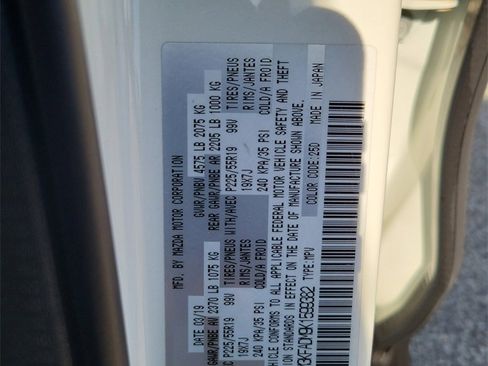 MFD. BY MAZDA MOTOR CORPORATION
DATE: 03/19 GVWR/PNBV 4575 LB 2075 KG
GAWR/PNBE AV 2370 LB 1075 KG REAR GAWR/PNBE AR 2205 LB 1000 KG
P225/55R19 99V TIRES/PNEUS WITH/AVEC P225/55R19 99V TIRES/PNEUS
19X7J RIMS/JANTES 19X7J RIMS/JANTES
240 KPA/35 PSI COLD/A FROID 240 KPA/35 PSI COLD/A FROID
VEHICLE CONFORMS TO ALL APPLICABLE FEDERAL MOTOR VEHICLE SAFETY AND THEFT
STANDARDS IN EFFECT ON THE DATE OF MANUFACTURE SHOWN ABOVE.
3KFADM9K1599382 TYPE:MPV COLOR CODE:25D MADE IN JAPAN